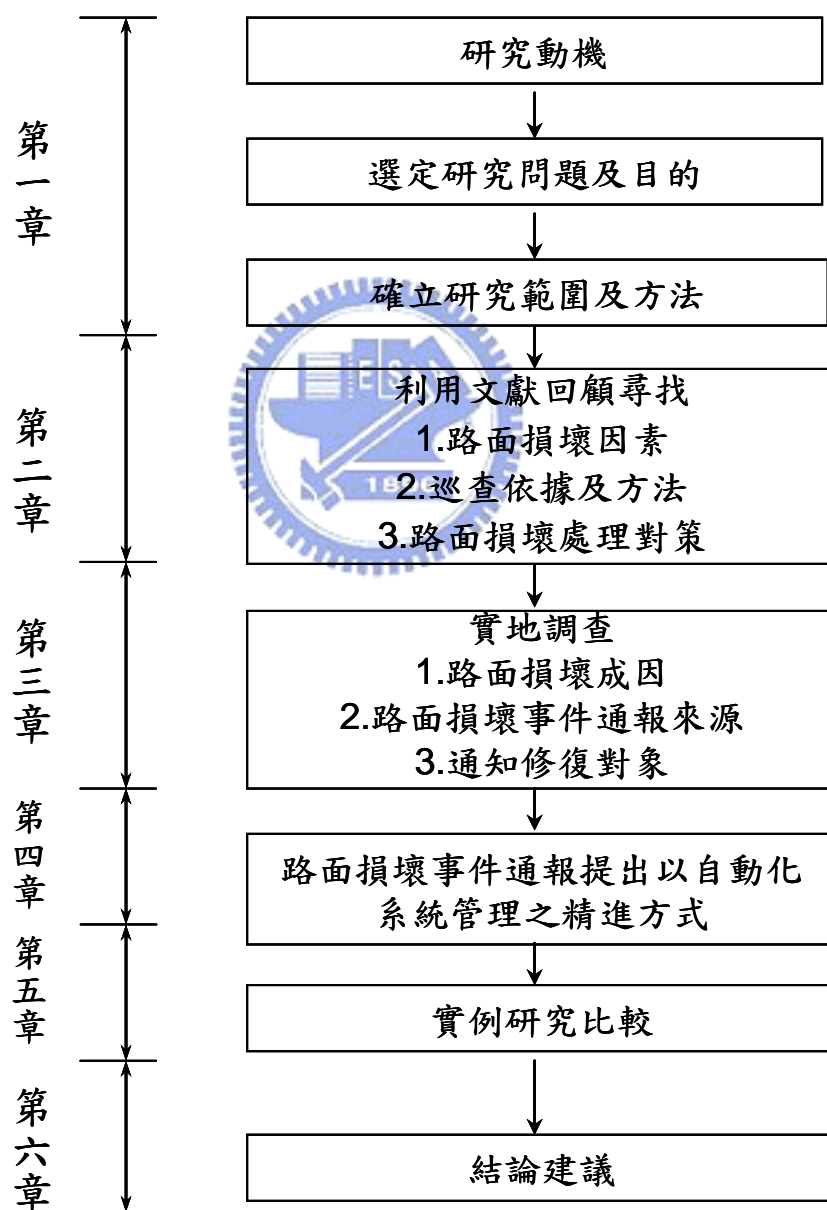 第一章
研究動機
選定研究問題及目的
確立研究範圍及方法
第二章
利用文獻回顧尋找
1.路面損壞因素
2.巡查依據及方法
3.路面損壞處理對策
第三章
實地調查
1.路面損壞成因
2.路面損壞事件通報來源
3.通知修復對象
第四章
路面損壞事件通報提出以自動化
系統管理之精進方式
第五章
實例研究比較
第六章
結論建議